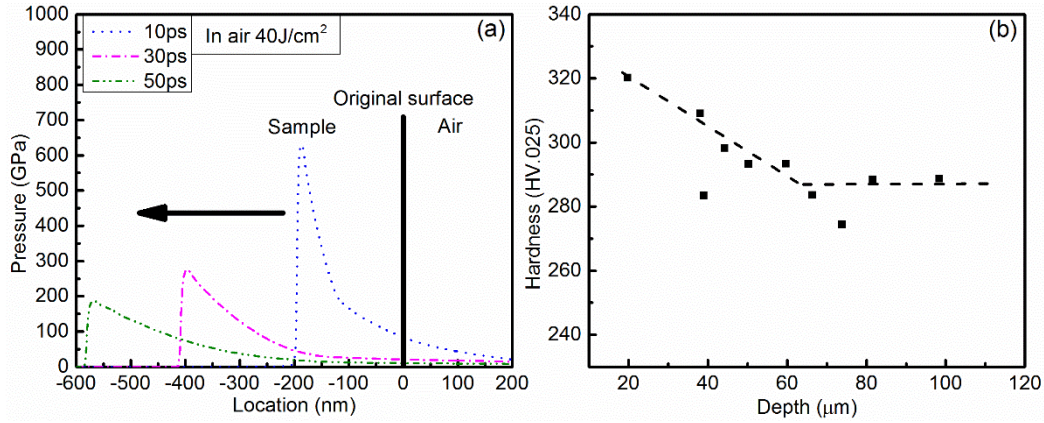 (a)
10ps
30ps
50ps
In air 40J/cm²
Original surface
Sample
Air
1000
900
800
700
600
500
400
300
200
100
0
Pressure (GPa)
-600
-500
-400
-300
-200
-100
0
100
200
Location (nm)
(b)
340
320
300
280
260
240
Hardness (HV.025)
20
40
60
80
100
120
Depth (μm)